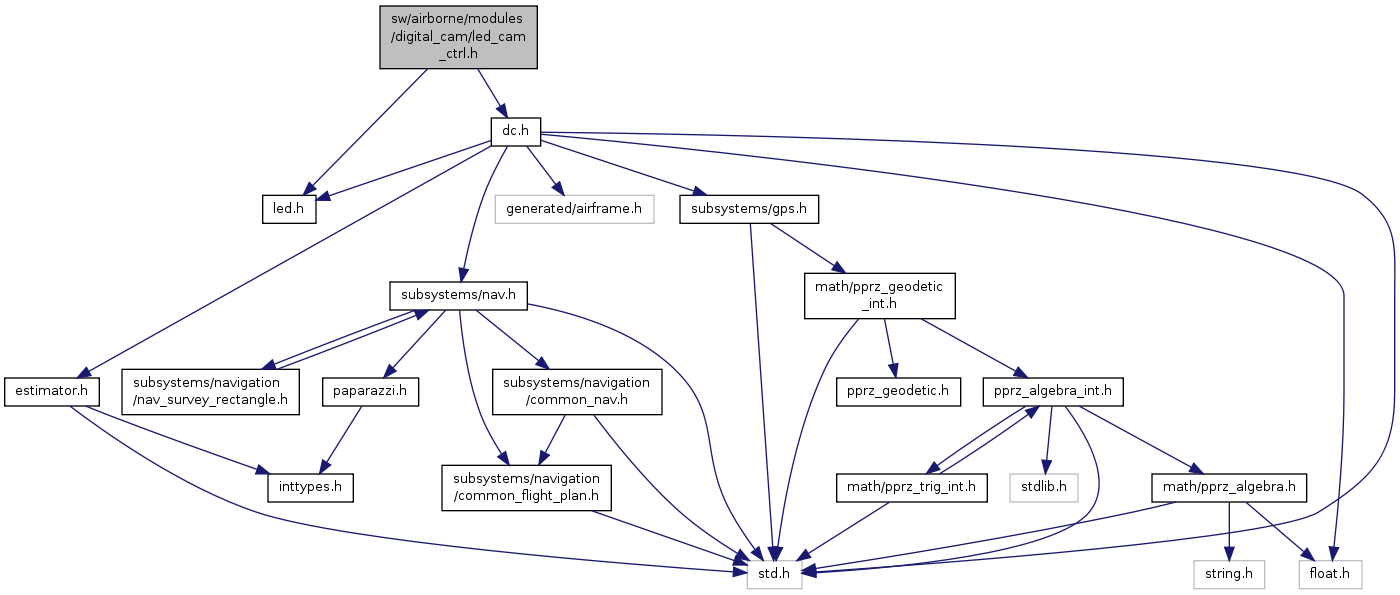 sw/airborne/modules
/digital_cam/led_cam
_ctrl.h
dc.h
led.h
generated/airframe.h
subsystems/gps.h
subsystems/nav.h
math/pprz_geodetic
_int.h
estimator.h
subsystems/navigation
/nav_survey_rectangle.h
paparazzi.h
subsystems/navigation
/common_nav.h
pprz_geodetic.h
pprz_algebra_int.h
inttypes.h
subsystems/navigation
/common_flight_plan.h
math/pprz_trig_int.h
stdlib.h
math/pprz_algebra.h
std.h
string.h
float.h